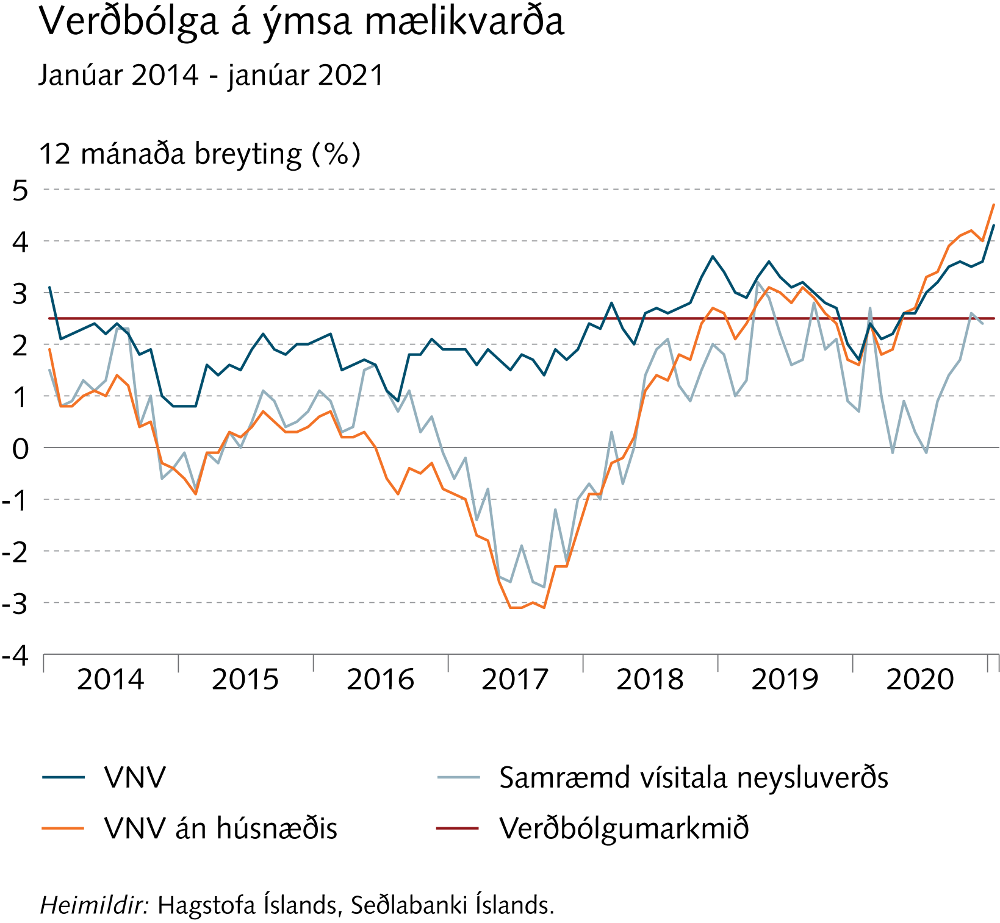 Verðbólga á ýmsa mælikvarða
Janúar 2014 - janúar 2021
12 mánaða breyting (%)
5
4
3
2
1
0
-1
-2
-3
-4
2014 2015 2016 2017 2018 2019 2020
VNV
Samræmd vísitala neysluverðs
VNV án húsnæðis
Verðbólgumarkmið
Heimildir: Hagstofa Íslands, Seðlabanki Íslands.